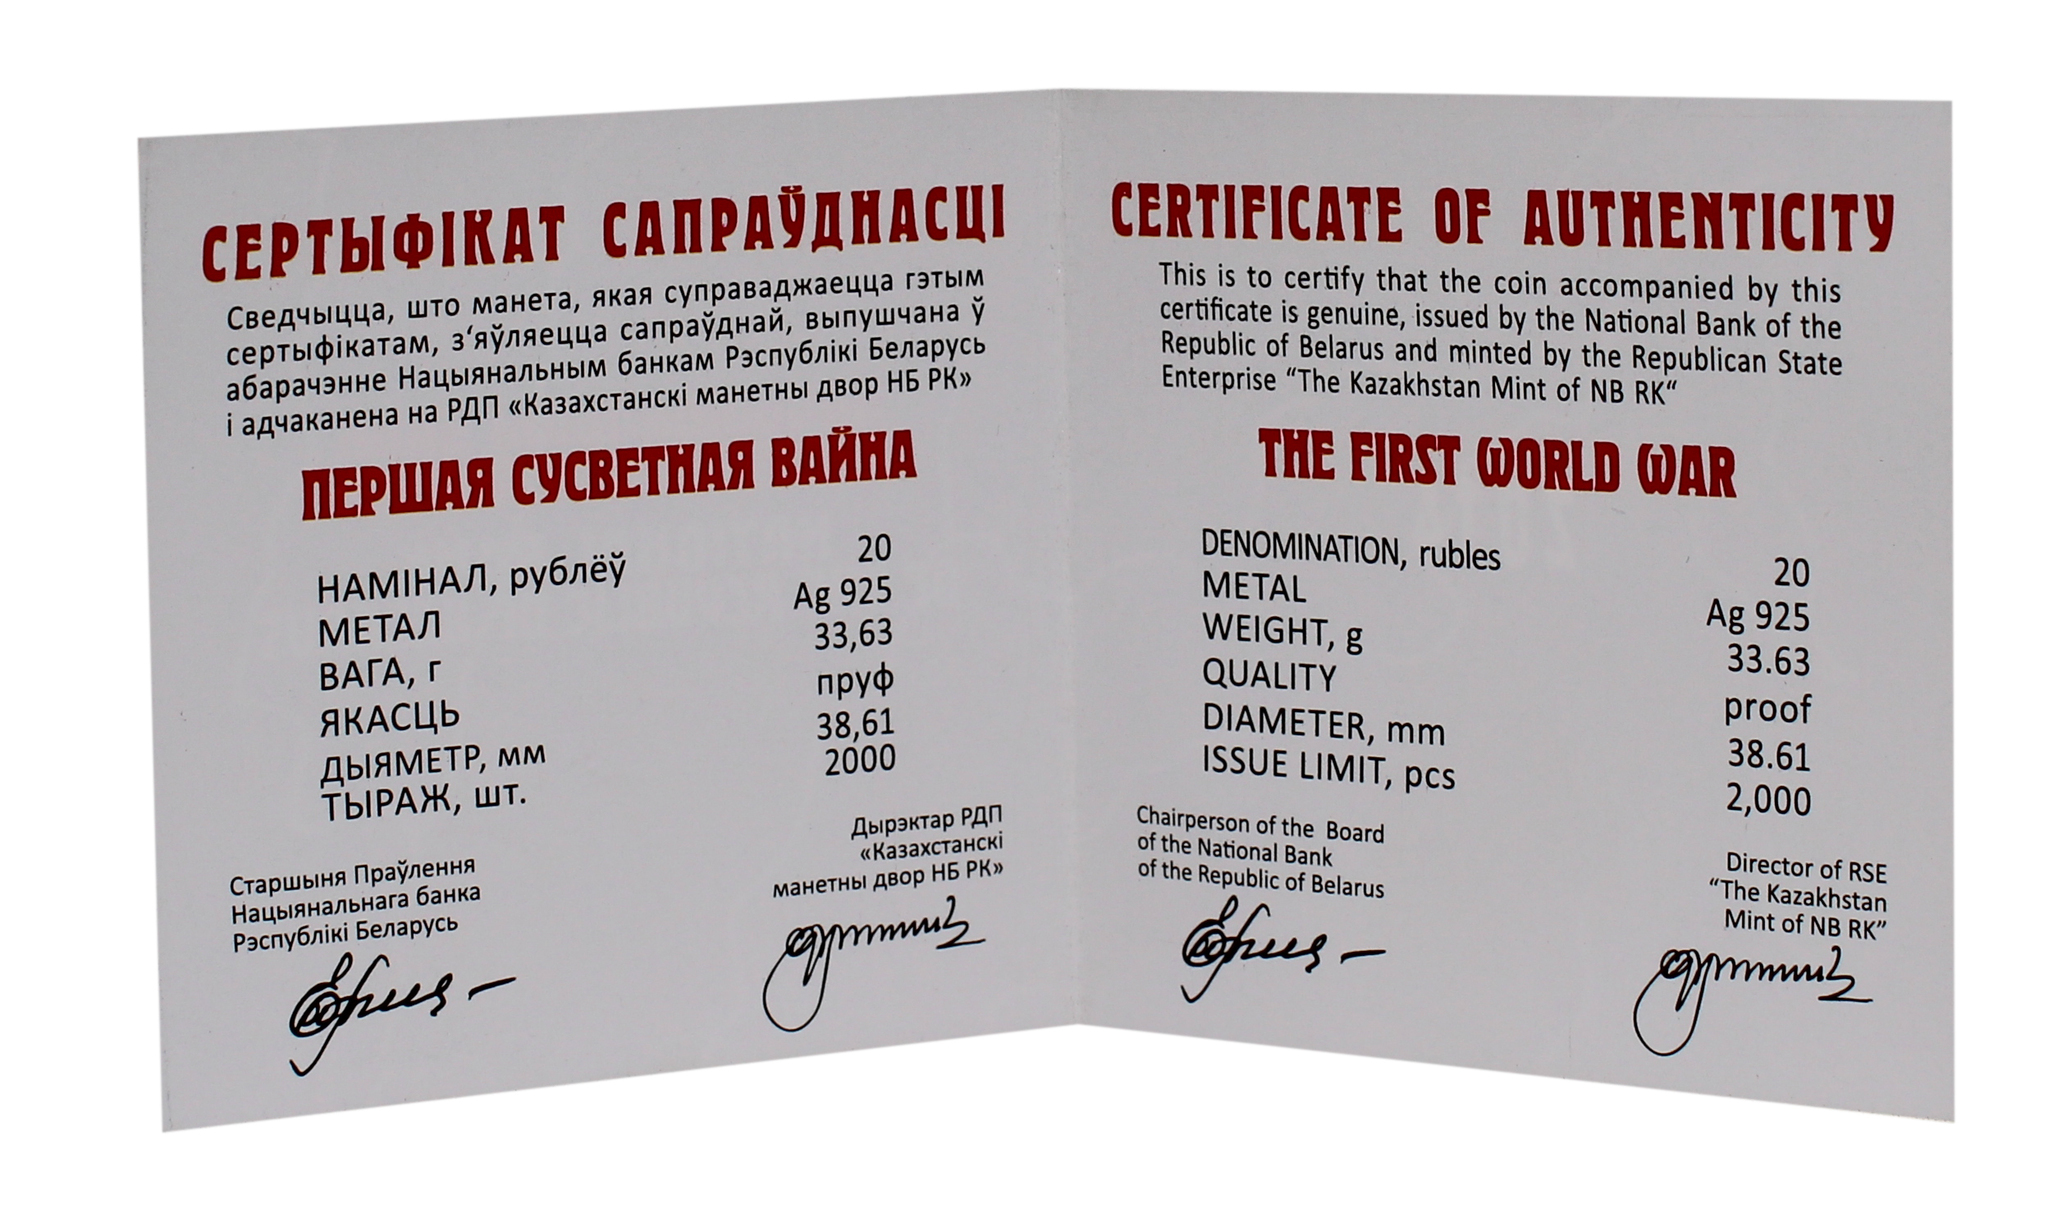 СЕРТЫФІКАТ САПРАЎДНАСЦІ
Сведчыцца, што манета, якая суправаджаецца гэтым
сертыфікатам, з‘яўляецца сапраўднай, выпушчана ў
абарачэнне Нацыянальным банкам Рэспублікі Беларусь
і адчаканена на РДП «Казахстанскі манетны двор НБ РК»
ПЕРШАЯ СУСВЕТНАЯ ВАЙНА
НАМІНАЛ, рублёў 20
МЕТАЛ Ag 925
ВАГА, г 33,63
ЯКАСЦЬ пруф
ДЫЯМЕТР, мм 38,61
ТЫРАЖ, шт. 2000
Старшыня Праўлення
Нацыянальнага банка
Рэспублікі Беларусь
Дырэктар РДП
«Казахстанскі
манетны двор НБ РК»
CERTIFICATE OF AUTHENTICITY
This is to certify that the coin accompanied by this
certificate is genuine, issued by the National Bank of the
Republic of Belarus and minted by the Republican State
Enterprise “The Kazakhstan Mint of NB RK“
THE FIRST WORLD WAR
DENOMINATION, rubles 20
METAL Ag 925
WEIGHT, g 33.63
QUALITY proof
DIAMETER, mm 38.61
ISSUE LIMIT, pcs 2,000
Chairperson of the Board
of the National Bank
of the Republic of Belarus
Director of RSE
“The Kazakhstan
Mint of NB RK”